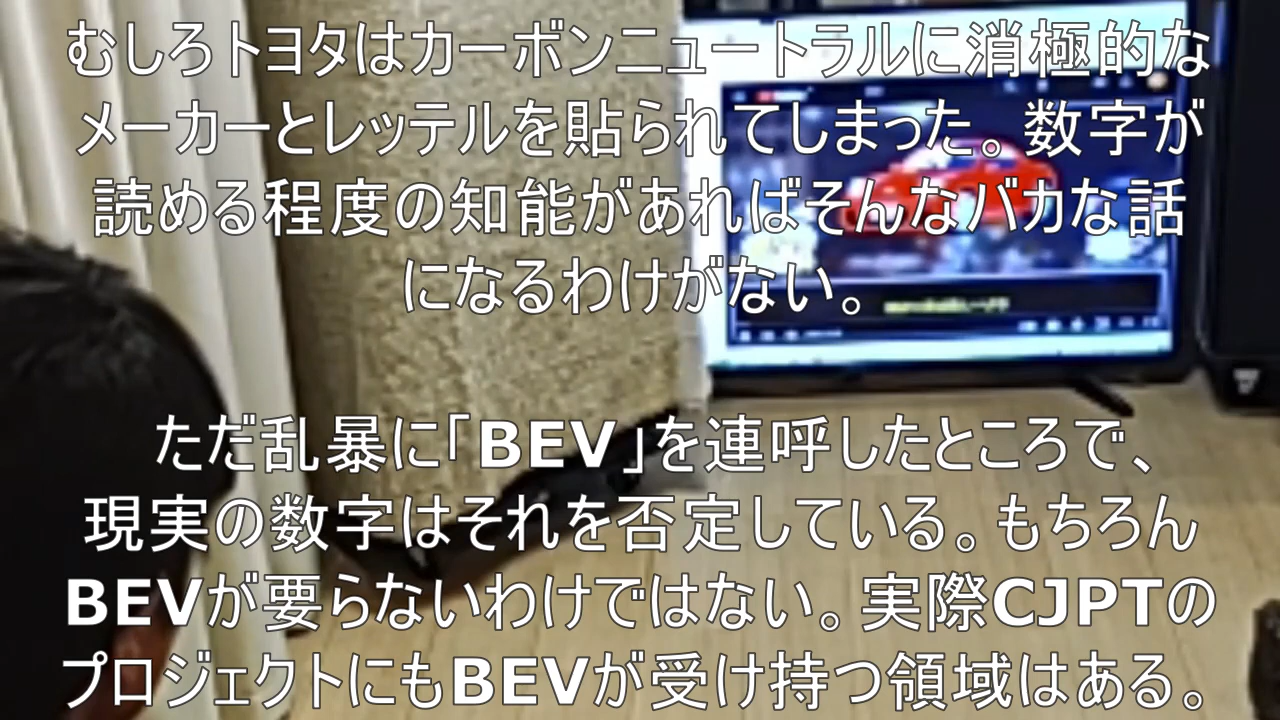 むしろトヨタはカーボンニュートラルに消極的な
メーカーとレッテルを貼られてしまった。数字が
読める程度の知能があればそんなバカな話
になるわけがない。
ただ乱暴に「BEV」を連呼したところで、
現実の数字はそれを否定している。もちろん
BEVが要らないわけではない。実際CJPTの
プロジェクトにもBEVが受け持つ領域はある。